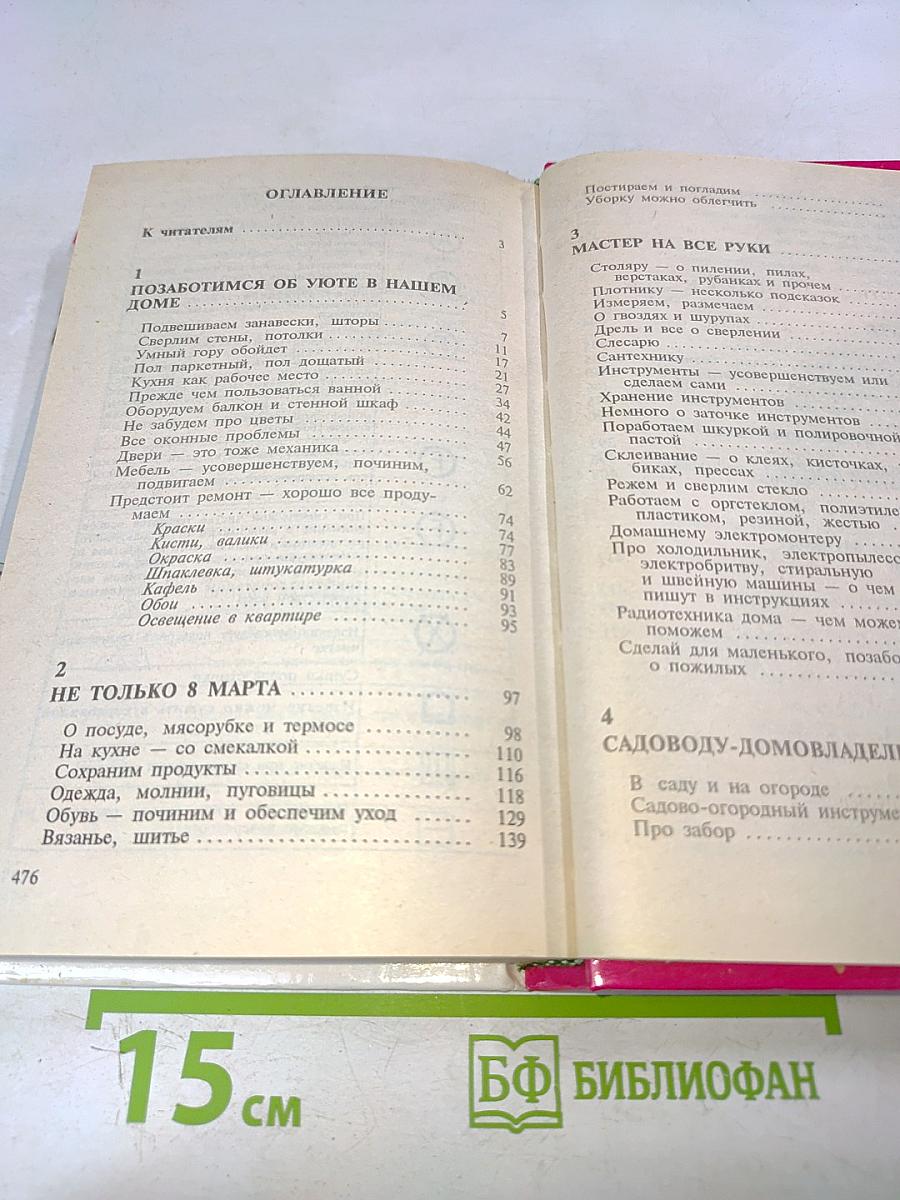 ОГЛАВЛЕНИЕ
К читателям ........ 3
1
ПОЗАБОТИМСЯ ОБ УЮТЕ В НАШЕМ
ДОМЕ ........ 5
Подвешиваем занавески, шторы ........ 7
Сверлим стены, потолки ........ 11
Умный гору обойдет ........ 17
Пол паркетный, пол дощатый ........ 21
Кухня как рабочее место ........ 27
Прежде чем пользоваться ванной ........ 34
Оборудуем балкон и стенной шкаф ........ 42
Не забудем про цветы ........ 44
Все оконные проблемы ........ 47
Двери — это тоже механика ........ 56
Мебель — усовершенствуем, починим,
подвигаем ........ 62
Предстоит ремонт — хорошо все проду-
маем ........ 74
Краски ........ 74
Кисти, валики ........ 77
Окраска ........ 83
Шпаклевка, штукатурка ........ 89
Кафель ........ 91
Обои ........ 93
Освещение в квартире ........ 95
2
НЕ ТОЛЬКО 8 МАРТА ........ 97
О посуде, мясорубке и термосе ........ 98
На кухне — со смекалкой ........ 110
Сохраним продукты ........ 116
Одежда, молнии, пуговицы ........ 118
Обувь — починим и обеспечим уход ...... 129
Вязанье, шитье ........ 139
476
Постираем и погладим ........
Уборку можно облегчить ........
3
МАСТЕР НА ВСЕ РУКИ ........
Столяру — о пилении, пилах,
верстаках, рубанках и прочем ........
Плотнику — несколько подсказок ........
Измеряем, размечаем ........
О гвоздях и шурупах ........
Дрель и все о сверлении ........
Слесарю ........
Сантехнику ........
Инструменты — усовершенствуем или
сделаем сами ........
Хранение инструментов ........
Немного о заточке инструментов ........
Поработаем шкуркой и полировочной
пастой ........
Склеивание — о клеях, кисточках,
биках, прессах ........
Режем и сверлим стекло ........
Работаем с оргстеклом, полиэтиле
пластиком, резиной, жестью ........
Домашнему электромонтеру ........
Про холодильник, электропылесс
электробритву, стиральную
и швейную машины — о чем
пишут в инструкциях ........
Радиотехника дома — чем може
поможем ........
Сделай для маленького, позабо
о пожилых ........
4
САДОВОДУ-ДОМОВЛАДЕЛ
В саду и на огороде ........
Садово-огородный инструме
Про забор ........
15 см
БФ БИБЛИОФАН